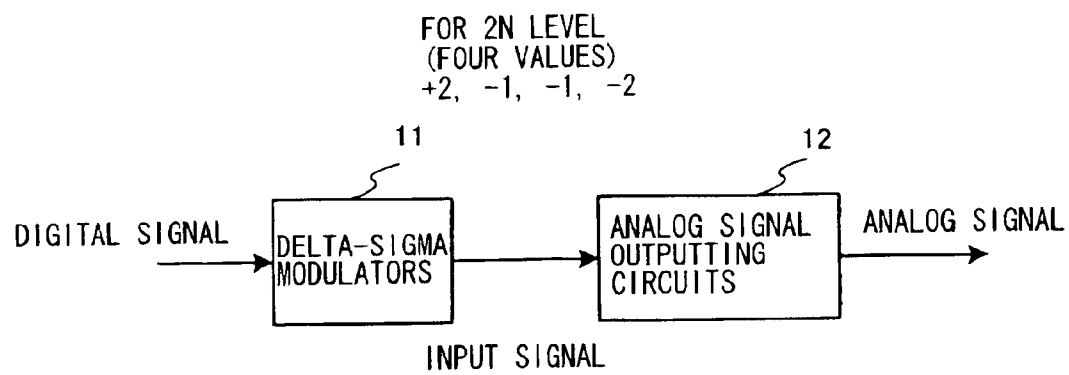 FOR 2N LEVEL
(FOUR VALUES)
+2, -1, -1, -2
11
12
DIGITAL SIGNAL
DELTA-SIGMA
MODULATORS
ANALOG SIGNAL
OUTPUTTING
CIRCUITS
ANALOG SIGNAL
INPUT SIGNAL